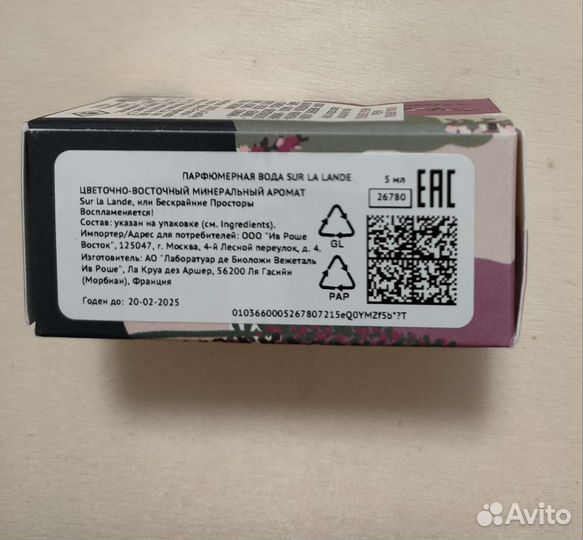 ПАРФЮМЕРНАЯ ВОДА SUR LA LANDE
5 мл
ЦВЕТОЧНО-ВОСТОЧНЫЙ МИНЕРАЛЬНЫЙ АРОМАТ
26780
EAC
Sur la Lande, или Бескрайние Просторы
Воспламеняется!
Состав: указан на упаковке (см. Ingredients).
Импортер/Адрес для потребителей: ООО "Ив Роше
Восток", 125047, г. Москва, 4-й Лесной переулок, д. 4.
Изготовитель: АО "Лаборатуар де Биоложи Вежеталь
Ив Роше", Ла Круа дез Аршер, 56200 Ля Гасийи
(Морбиан), Франция
GL
PAP
Годен до: 20-02-2025
0103660005267807215eQ0YMZf5b"?T
Avito